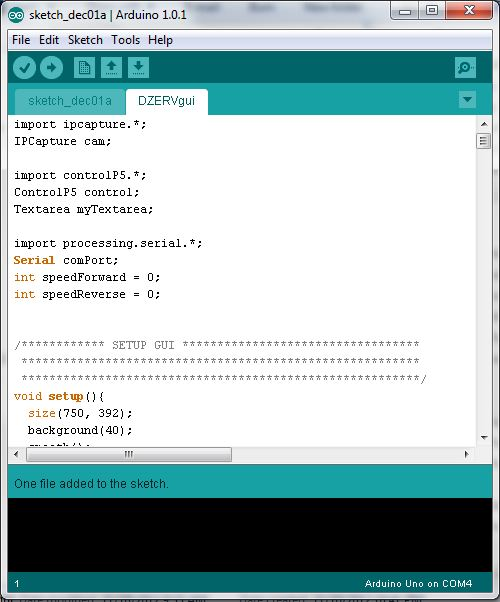 sketch_dec01a | Arduino 1.0.1
File Edit Sketch Tools Help
sketch_dec01a DZERVgui
import ipcapture.*;
IPCapture cam;
import controlP5.*;
ControlP5 control;
Textarea myTextarea;
import processing.serial.*;
Serial comPort;
int speedForward = 0;
int speedReverse = 0;
/************ SETUP GUI **********************************
*********************************************************
*********************************************************/
void setup(){
size(750, 392);
background(40);
One file added to the sketch.
1 Arduino Uno on COM4